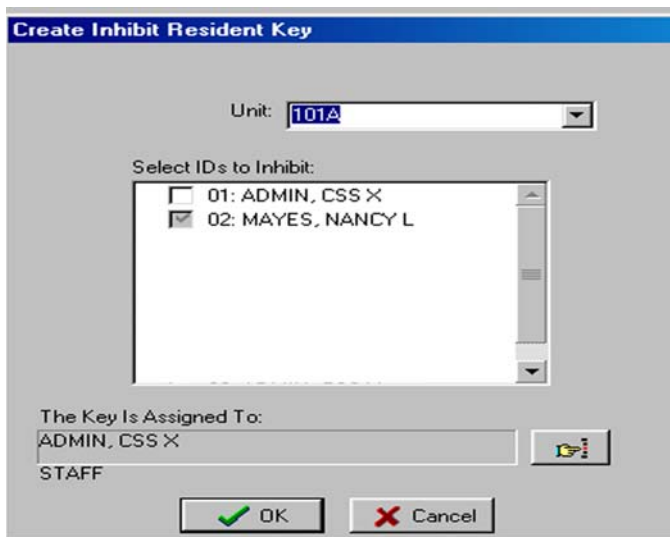 Create Inhibit Resident Key
Unit: 101A
Select IDs to Inhibit:
01: ADMIN, CSS X
02: MAYES, NANCY L
The Key Is Assigned To:
ADMIN, CSS X
STAFF
OK Cancel